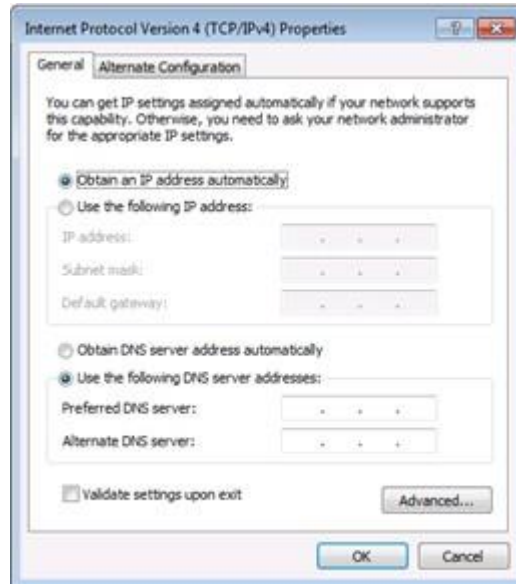 Internet Protocol Version 4 (TCP/IPv4) Properties
General
Alternate Configuration
You can get IP settings assigned automatically if your network supports
this capability. Otherwise, you need to ask your network administrator
for the appropriate IP settings.
Obtain an IP address automatically
Use the following IP address:
IP address:
Subnet mask:
Default gateway:
Obtain DNS server address automatically
Use the following DNS server addresses:
Preferred DNS server:
Alternate DNS server:
Validate settings upon exit
Advanced...
OK
Cancel